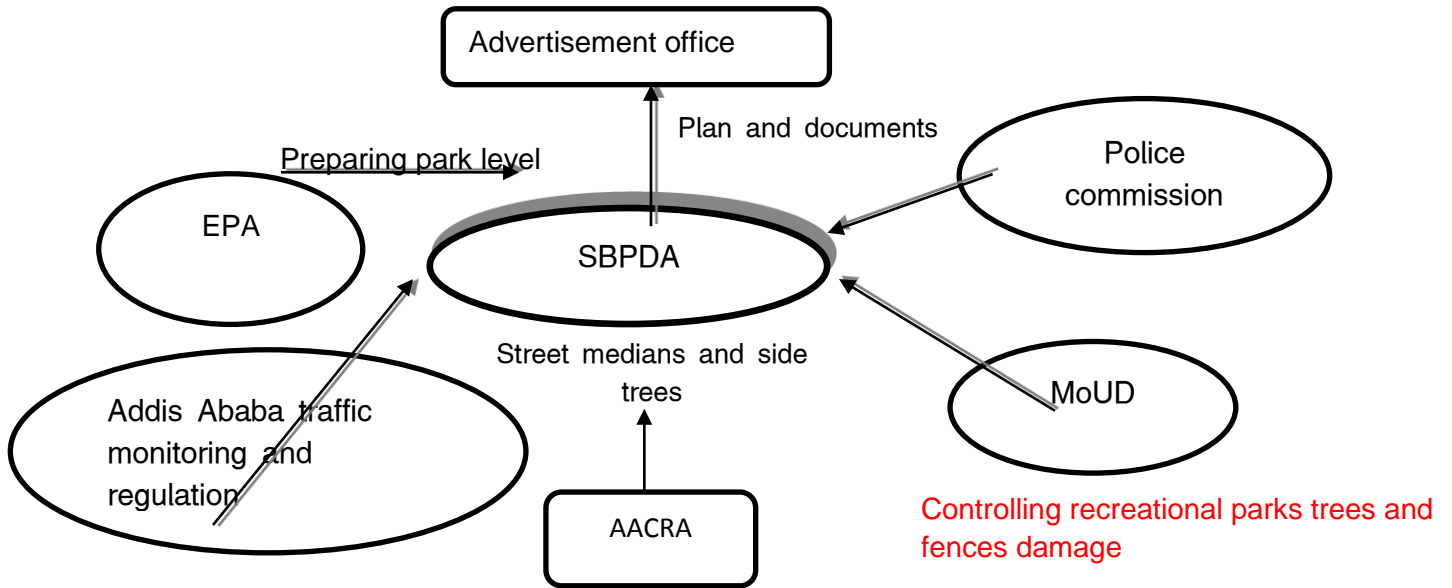 Advertisement office
Plan and documents
Preparing park level
Police
commission
EPA
SBPDA
Street medians and side
trees
MoUD
Addis Ababa traffic
monitoring and
regulation
AACRA
Controlling recreational parks trees and
fences damage